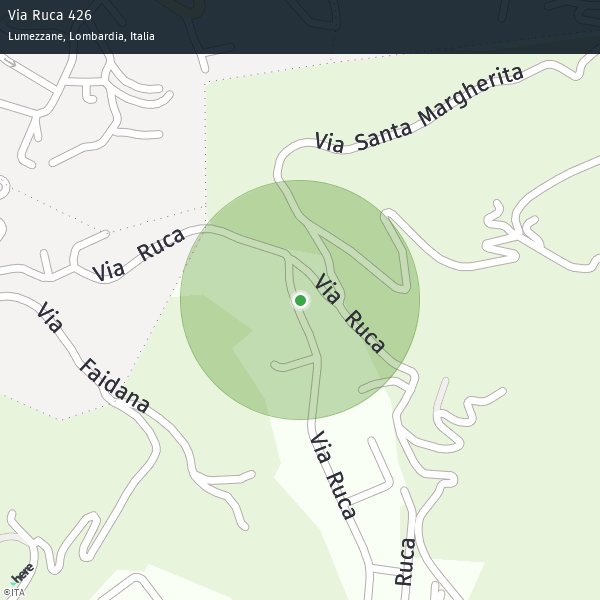 Via Ruca 426
Lumezzane, Lombardia, Italia
Via Santa Margherita
Via Ruca
Via Ruca
Via Faidana
Via Ruca
Ruca
here
©ITA